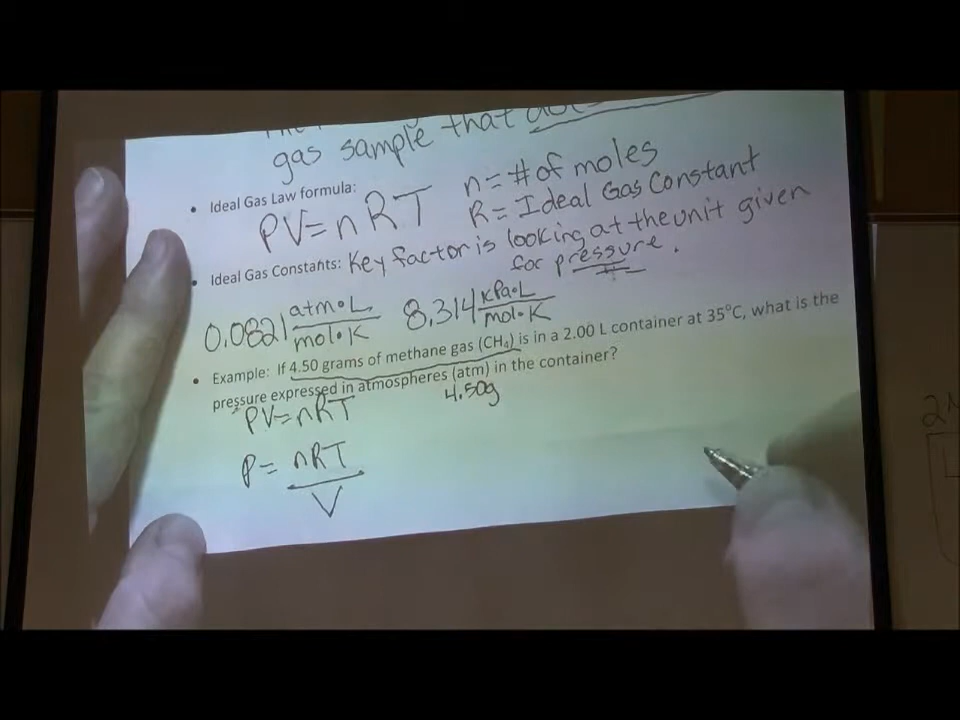 gas sample that
• Ideal Gas Law formula:
PV=nRT
n=# of moles
R=Ideal Gas Constant
• Ideal Gas Constants: Key factor is looking at the unit given
for pressure.
0.0821 atm•L/mol•K 8.314 kPa•L/mol•K
• Example: If 4.50 grams of methane gas (CH₄) is in a 2.00 L container at 35°C, what is the
pressure expressed in atmospheres (atm) in the container?
PV=nRT
4.50g
P= nRT/V